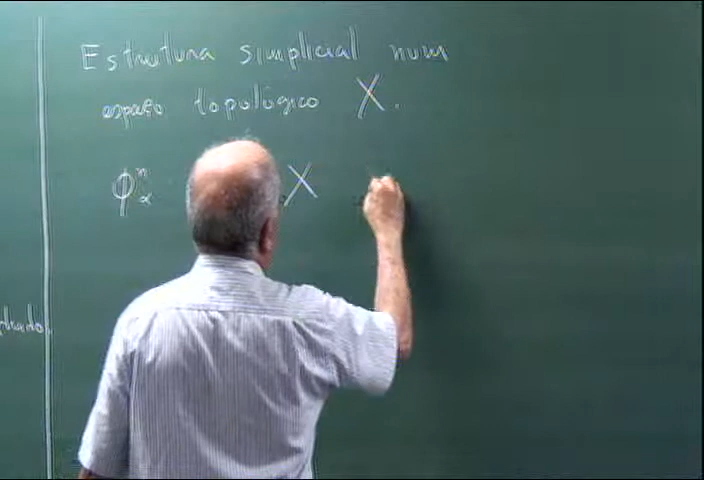 Estrutura simplicial num
espaço topológico X.
ϕⁿ_α X